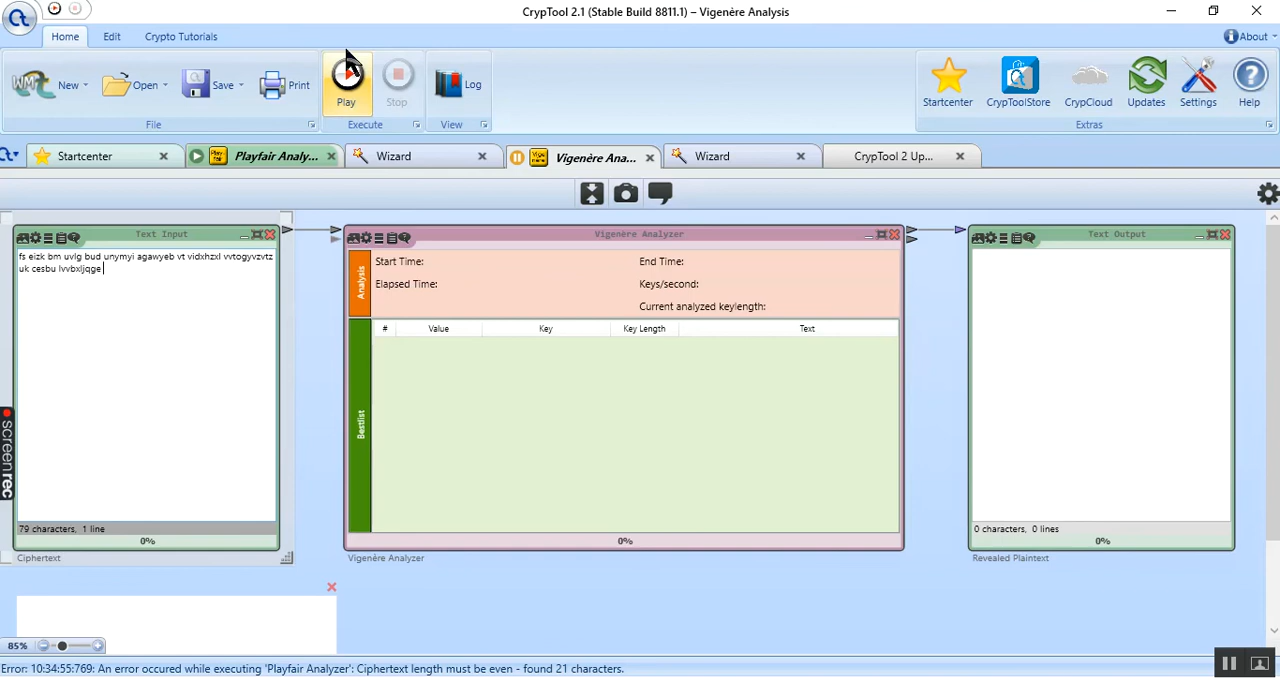 CrypTool 2.1 (Stable Build 8811.1) – Vigenère Analysis
Home Edit Crypto Tutorials About
New Open Save Print Play Stop Log Startcenter CrypToolStore CrypCloud Updates Settings Help
File Execute View Extras
Startcenter Playfair Analy... Wizard Vigenère Ana... Wizard CrypTool 2 Up...
Text Input
fs eizk bm uvlg bud unymyi agawyeb vt vidxhzxl vvtogyvzvtz
uk cesbu lvvbxljqge
79 characters, 1 line
0%
Ciphertext
Vigenère Analyzer
Analysis
Start Time: End Time:
Elapsed Time: Keys/second:
Current analyzed keylength:
# Value Key Key Length Text
Bestlist
0%
Vigenère Analyzer
Text Output
0 characters, 0 lines
0%
Revealed Plaintext
85%
Error: 10:34:55:769: An error occured while executing 'Playfair Analyzer': Ciphertext length must be even - found 21 characters.
screenrec